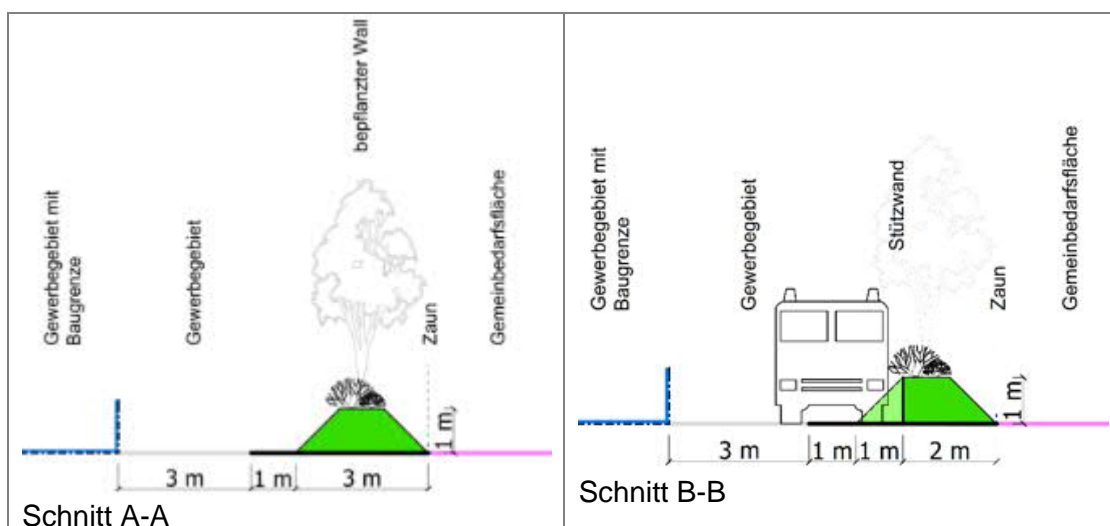 Gewerbegebiet mit
Baugrenze
Gewerbegebiet
bepflanzter Wall
Zaun
Gemeinbedarfsfläche
1 m
3 m
1 m
3 m
Schnitt A-A
Gewerbegebiet mit
Baugrenze
Gewerbegebiet
Stützwand
Zaun
Gemeinbedarfsfläche
1 m
3 m
1 m
1 m
2 m
Schnitt B-B